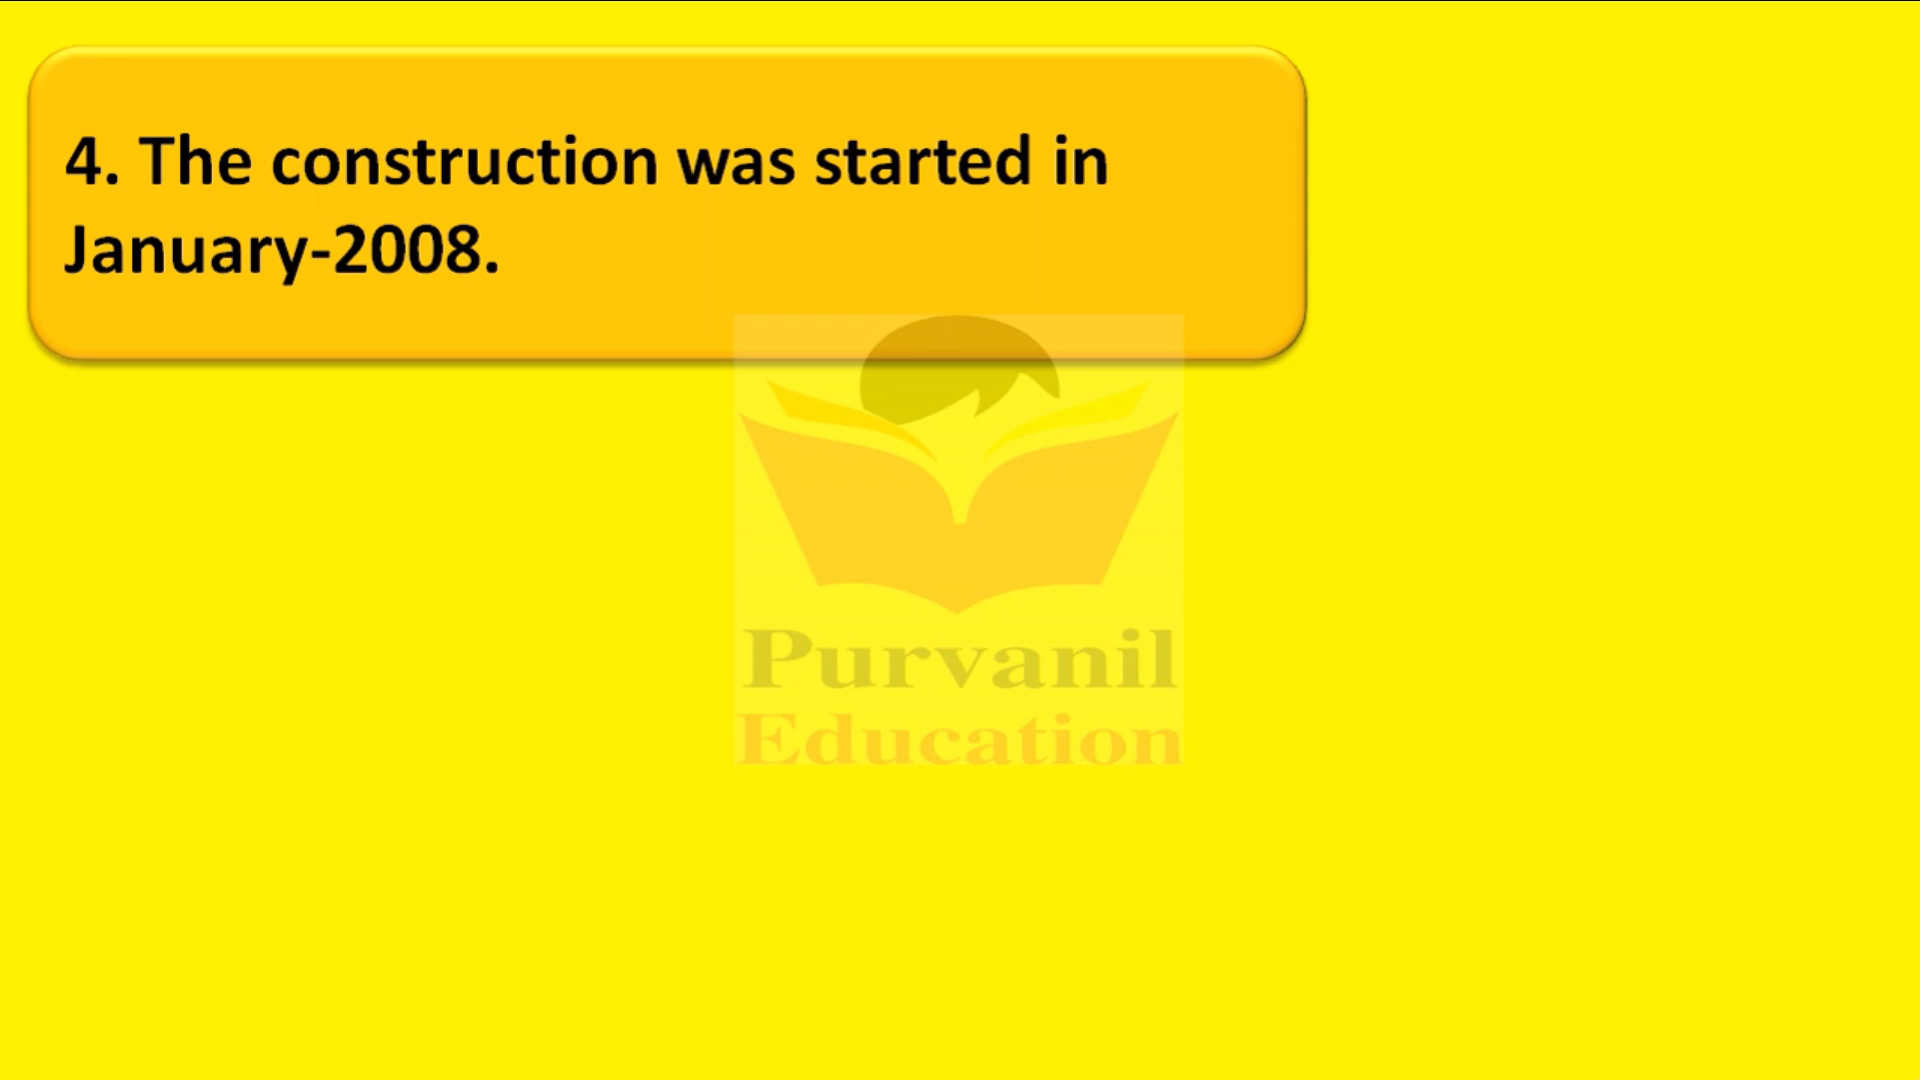 4. The construction was started in
January-2008.
Purvanil
Education